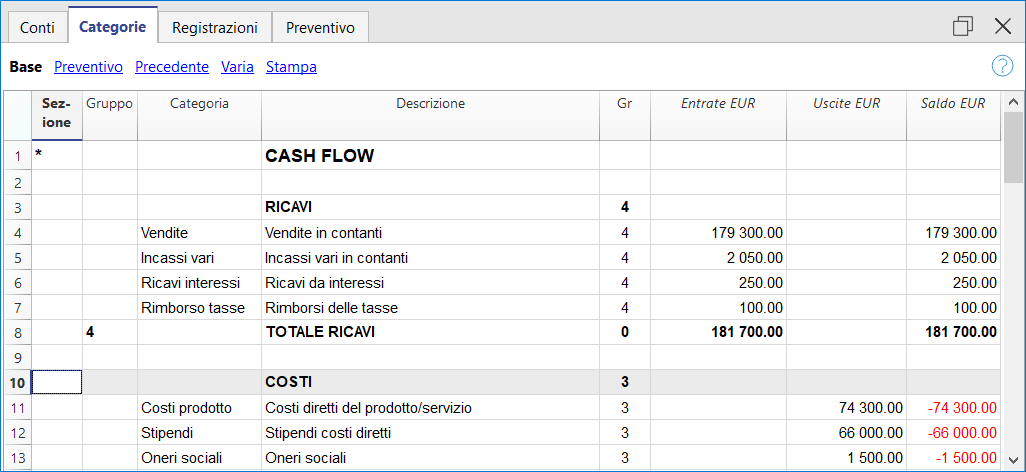 Conti Categorie Registrazioni Preventivo
Base Preventivo Precedente Varia Stampa ?
Sez-
ione Gruppo Categoria Descrizione Gr Entrate EUR Uscite EUR Saldo EUR
1 * CASH FLOW
2
3 RICAVI 4
4 Vendite Vendite in contanti 4 179 300.00 179 300.00
5 Incassi vari Incassi vari in contanti 4 2 050.00 2 050.00
6 Ricavi interessi Ricavi da interessi 4 250.00 250.00
7 Rimborso tasse Rimborsi delle tasse 4 100.00 100.00
8 4 TOTALE RICAVI 0 181 700.00 181 700.00
9
10 COSTI 3
11 Costi prodotto Costi diretti del prodotto/servizio 3 74 300.00 -74 300.00
12 Stipendi Stipendi costi diretti 3 66 000.00 -66 000.00
13 Oneri sociali Oneri sociali 3 1 500.00 -1 500.00